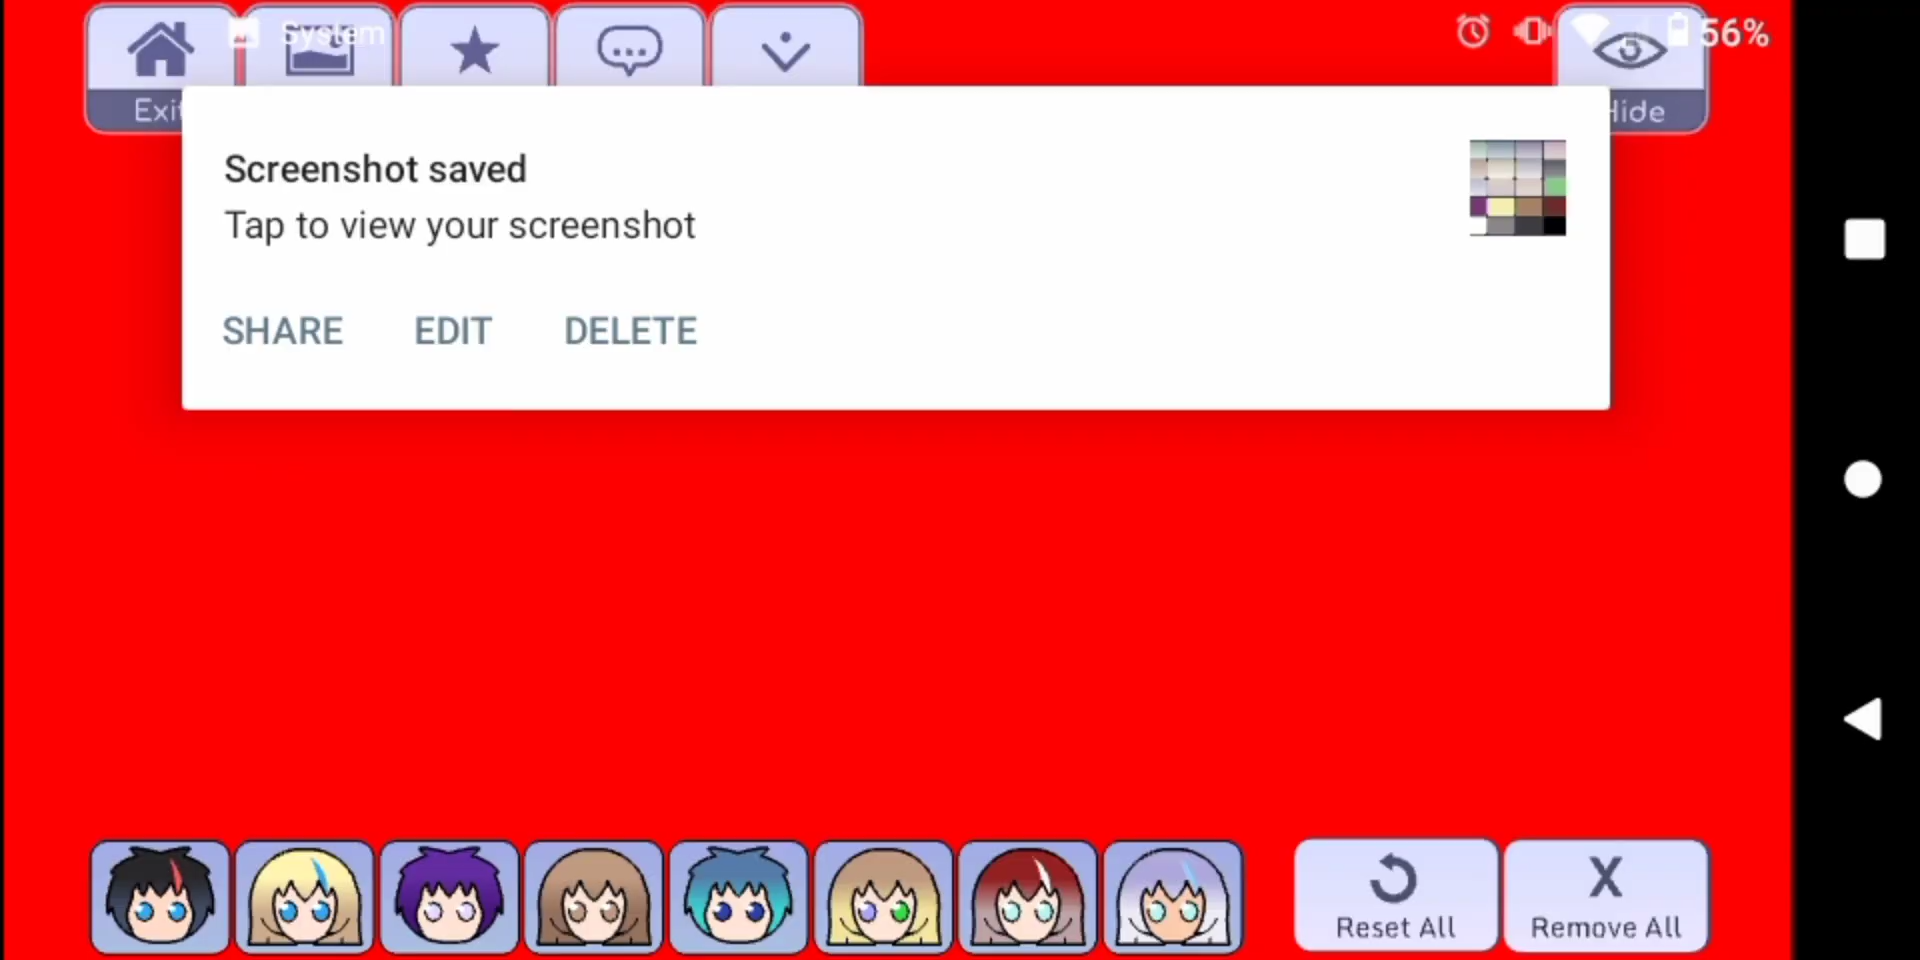 System
56%
Exit
Hide
Screenshot saved
Tap to view your screenshot
SHARE EDIT DELETE
Reset All
X
Remove All